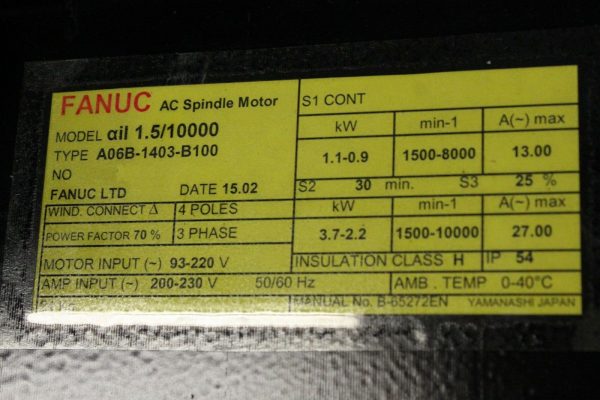 FANUC AC Spindle Motor
MODEL αil 1.5/10000
TYPE A06B-1403-B100
NO
FANUC LTD DATE 15.02
WIND. CONNECT Δ 4 POLES
POWER FACTOR 70 % 3 PHASE
MOTOR INPUT (~) 93-220 V
AMP INPUT (~) 200-230 V 50/60 Hz
S1 CONT
kW min-1 A(~) max
1.1-0.9 1500-8000 13.00
S2 30 min. S3 25 %
kW min-1 A(~) max
3.7-2.2 1500-10000 27.00
INSULATION CLASS H IP 54
AMB . TEMP 0-40°C
MANUAL No. B-65272EN YAMANASHI JAPAN